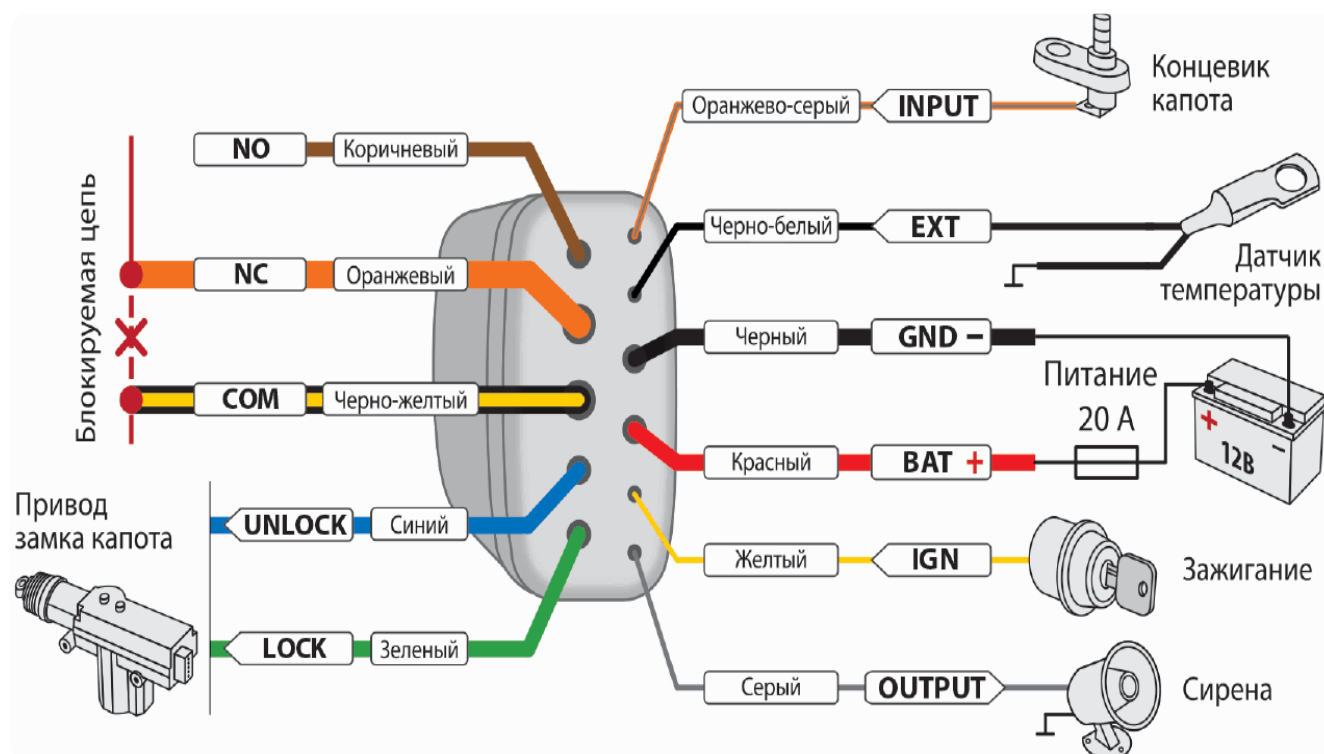 Оранжево-серый INPUT
Концевик
капота
NO Коричневый
Черно-белый EXT
Датчик
температуры
Блокируемая цепь
NC Оранжевый
Черный GND −
Питание
20 А
COM Черно-желтый
Красный BAT +
+ −
12В
Привод
замка капота
UNLOCK Синий
Желтый IGN
Зажигание
LOCK Зеленый
Серый OUTPUT
Сирена